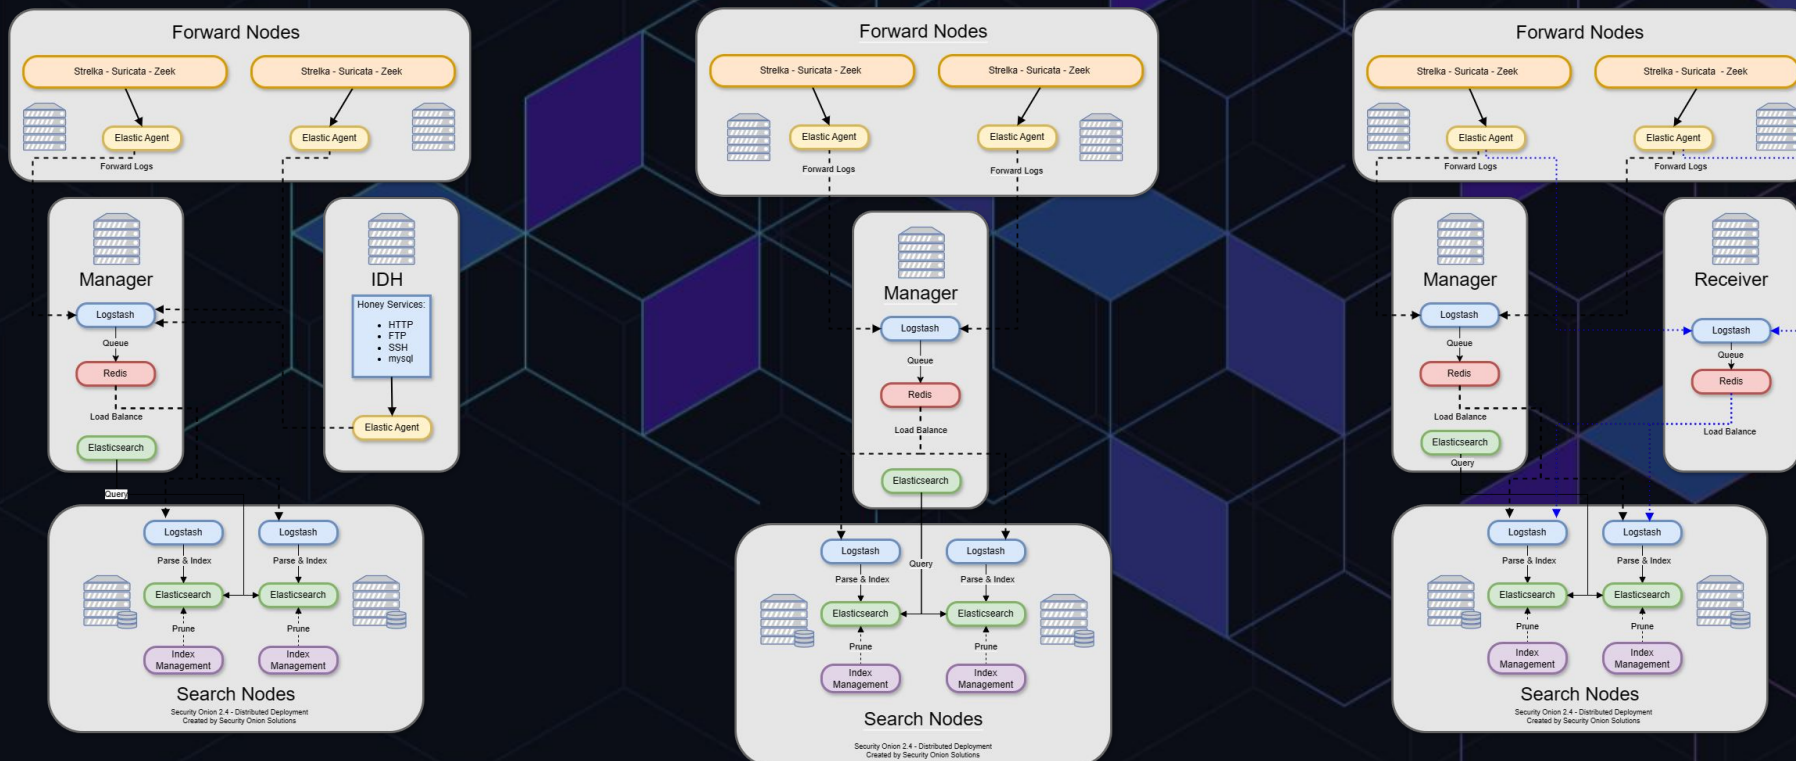 Forward Nodes
Strelka - Suricata - Zeek
Strelka - Suricata - Zeek
Elastic Agent
Elastic Agent
Forward Logs
Manager
Logstash
Queue
Redis
Load Balance
Elasticsearch
Query
IDH
Honey Services:
HTTP
FTP
SSH
mysql
Elastic Agent
Logstash
Logstash
Parse & Index
Parse & Index
Elasticsearch
Elasticsearch
Prune
Prune
Index
Management
Index
Management
Search Nodes
Security Onion 2.4 - Distributed Deployment
Created by Security Onion Solutions
Forward Nodes
Strelka - Suricata - Zeek
Strelka - Suricata - Zeek
Elastic Agent
Elastic Agent
Forward Logs
Forward Logs
Manager
Logstash
Queue
Redis
Load Balance
Elasticsearch
Query
Logstash
Logstash
Parse & Index
Parse & Index
Elasticsearch
Elasticsearch
Prune
Prune
Index
Management
Index
Management
Search Nodes
Security Onion 2.4 - Distributed Deployment
Created by Security Onion Solutions
Forward Nodes
Strelka - Suricata - Zeek
Strelka - Suricata - Zeek
Elastic Agent
Elastic Agent
Forward Logs
Forward Logs
Manager
Logstash
Queue
Redis
Load Balance
Elasticsearch
Query
Receiver
Logstash
Queue
Redis
Load Balance
Logstash
Logstash
Parse & Index
Parse & Index
Elasticsearch
Elasticsearch
Prune
Prune
Index
Management
Index
Management
Search Nodes
Security Onion 2.4 - Distributed Deployment
Created by Security Onion Solutions